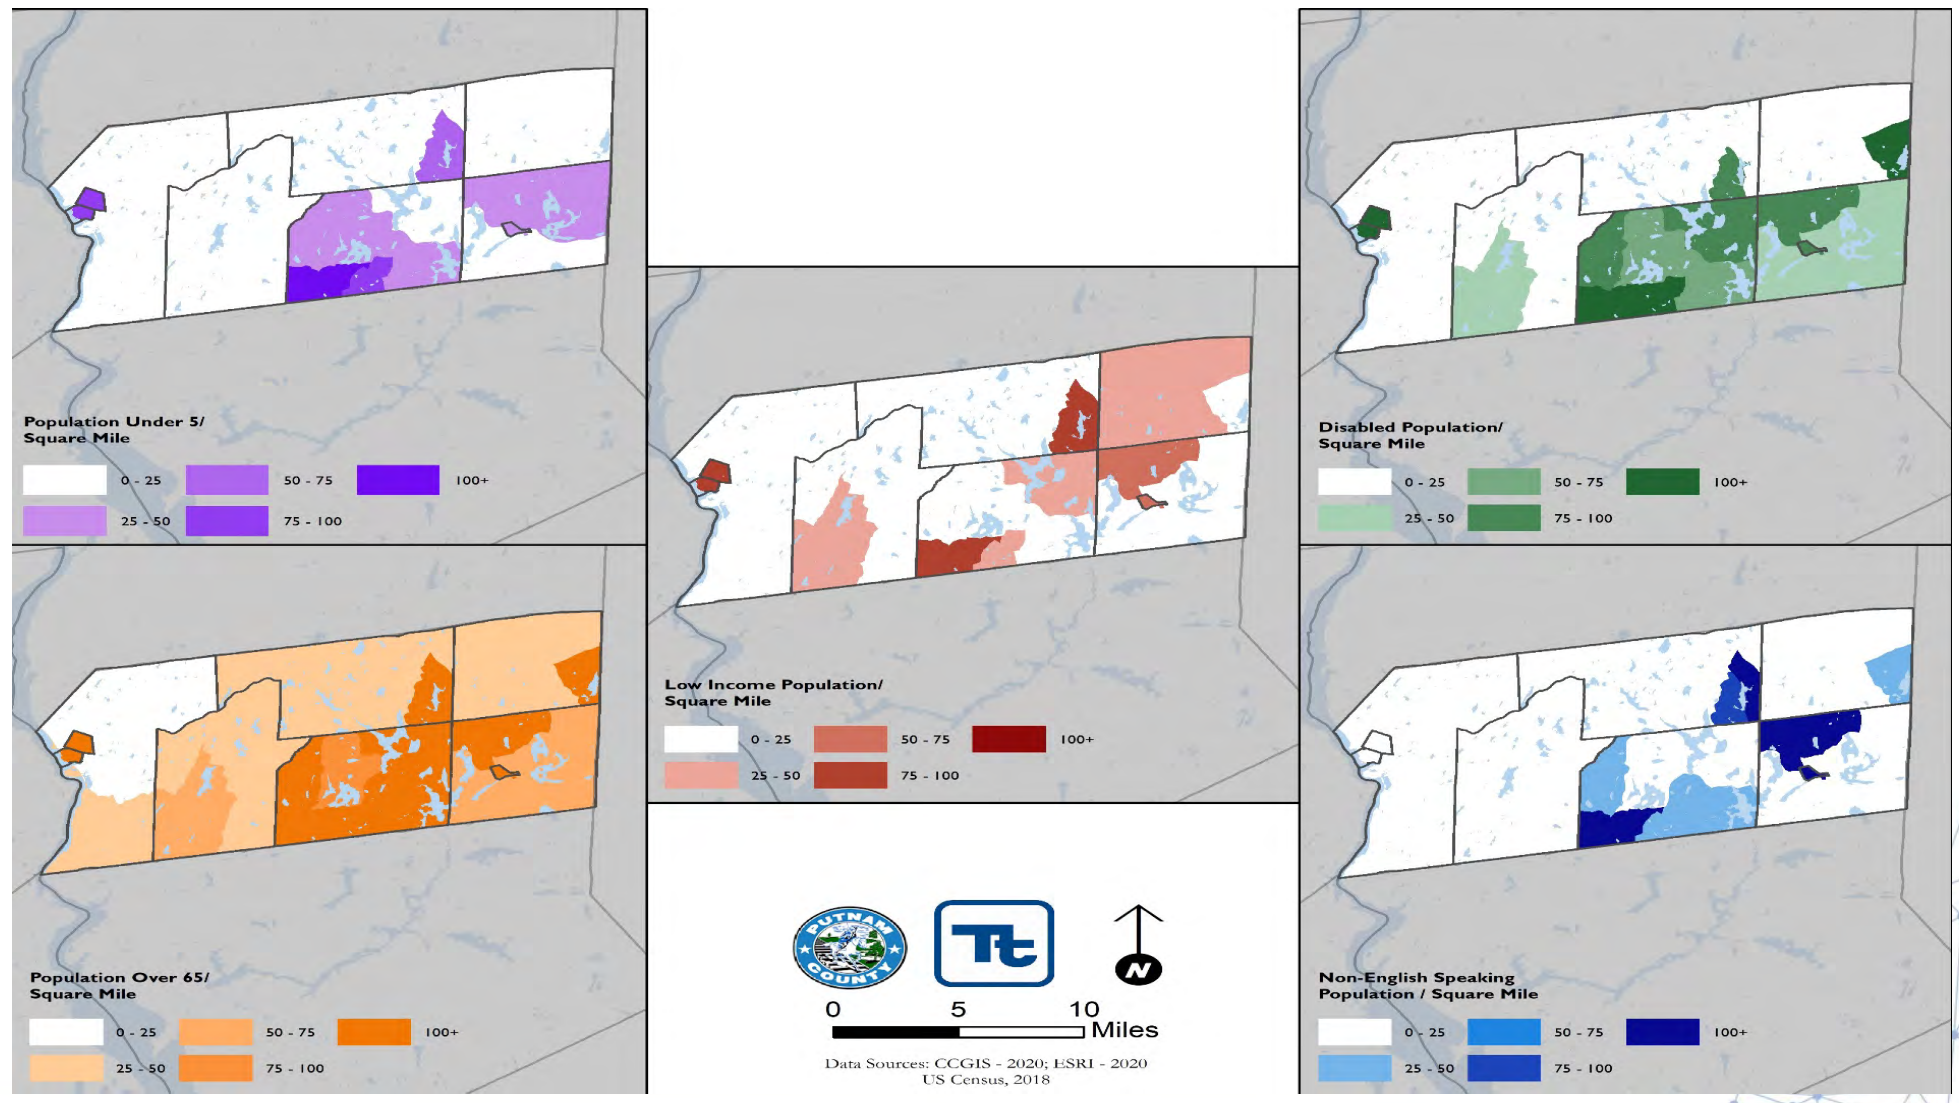 Population Under 5/
Square Mile
0 - 25
50 - 75
100+
25 - 50
75 - 100
Population Over 65/
Square Mile
0 - 25
50 - 75
100+
25 - 50
75 - 100
Low Income Population/
Square Mile
0 - 25
50 - 75
100+
25 - 50
75 - 100
PUTNAM
COUNTY
Tt
N
0 5 10
Miles
Data Sources: CCGIS - 2020; ESRI - 2020
US Census, 2018
Disabled Population/
Square Mile
0 - 25
50 - 75
100+
25 - 50
75 - 100
Non-English Speaking
Population / Square Mile
0 - 25
50 - 75
100+
25 - 50
75 - 100